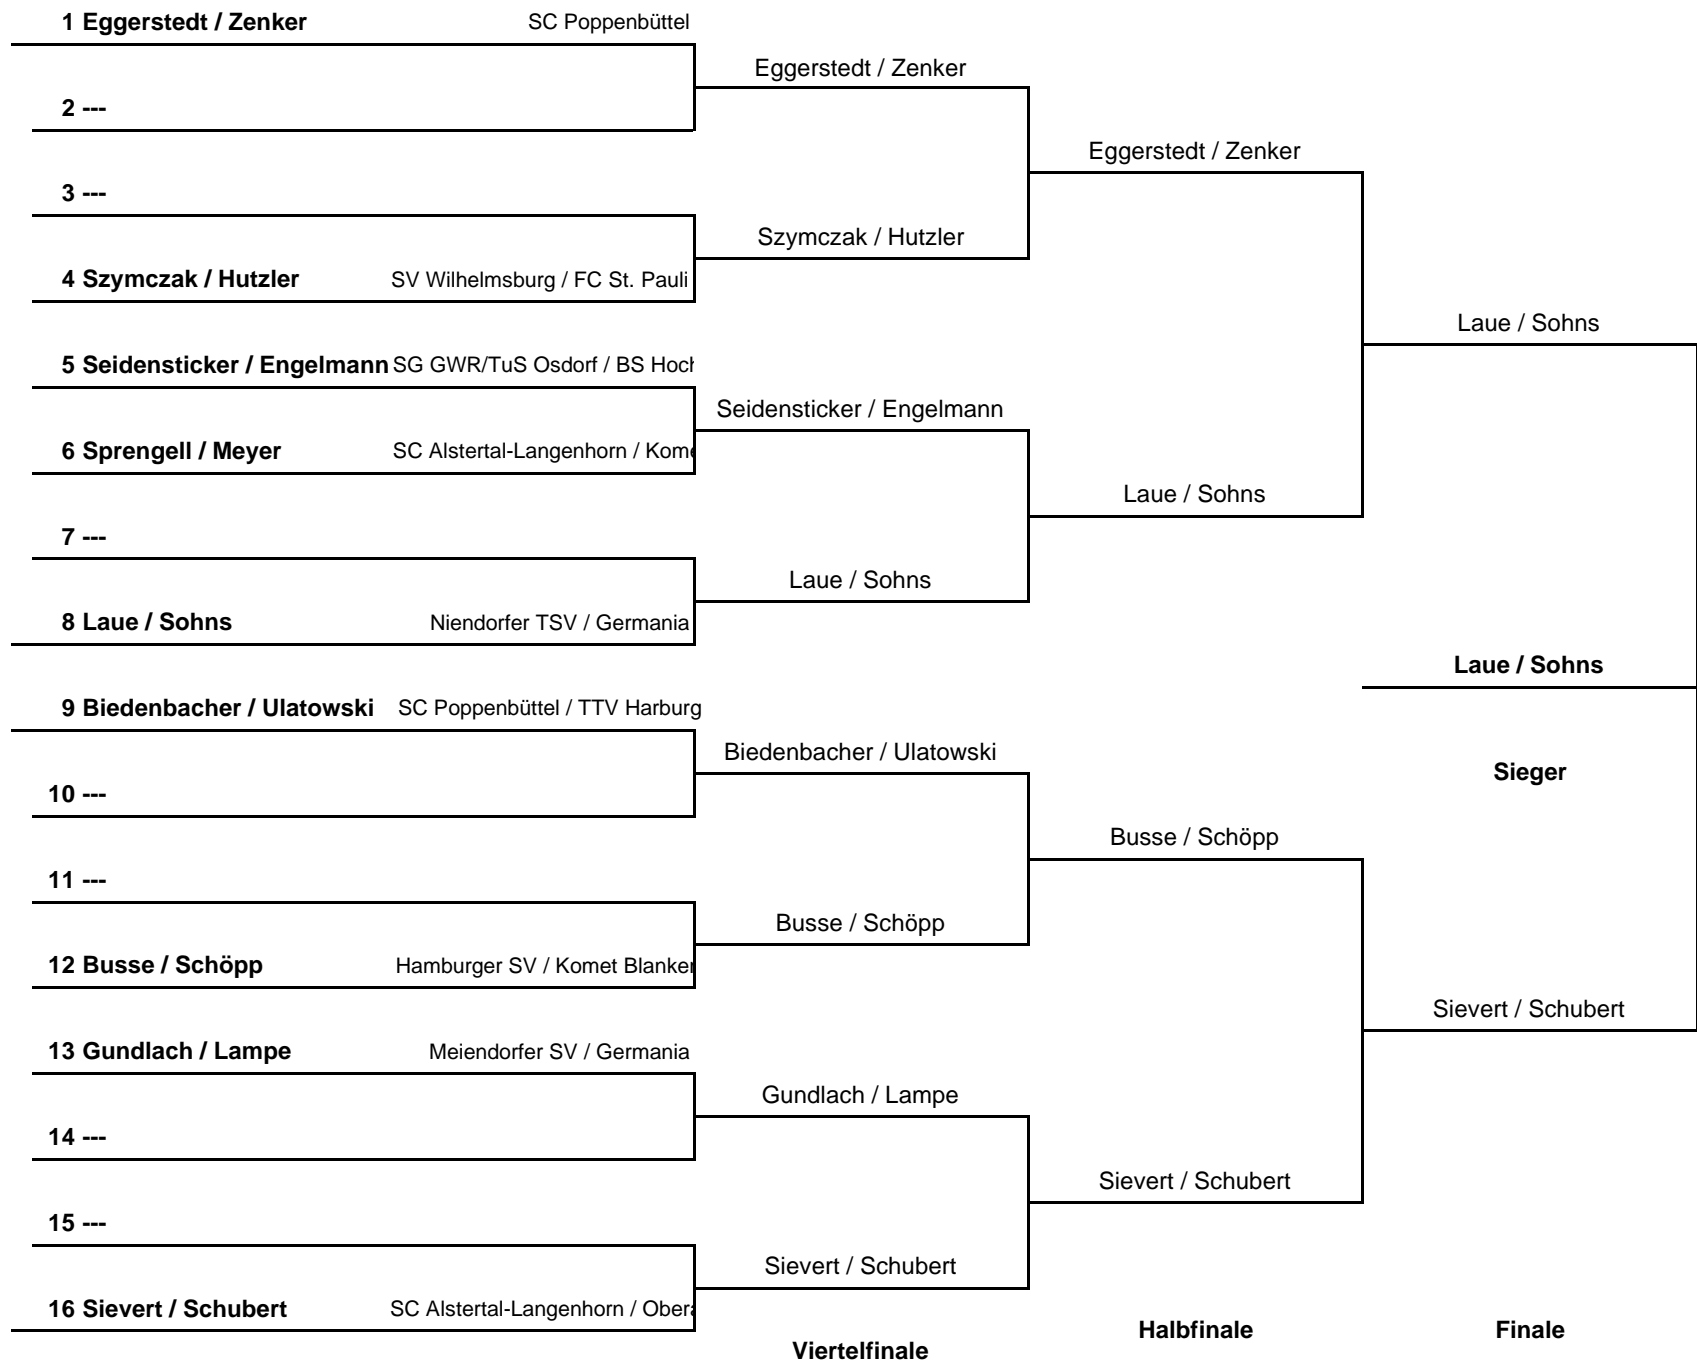 1 Eggerstedt / Zenker SC Poppenbüttel
Eggerstedt / Zenker
2 ---
Eggerstedt / Zenker
3 ---
Szymczak / Hutzler
4 Szymczak / Hutzler SV Wilhelmsburg / FC St. Pauli
Laue / Sohns
5 Seidensticker / Engelmann SG GWR/TuS Osdorf / BS Hoch
Seidensticker / Engelmann
6 Sprengell / Meyer SC Alstertal-Langenhorn / Kome
Laue / Sohns
7 ---
Laue / Sohns
8 Laue / Sohns Niendorfer TSV / Germania
Laue / Sohns
9 Biedenbacher / Ulatowski SC Poppenbüttel / TTV Harburg
Biedenbacher / Ulatowski
Sieger
10 ---
Busse / Schöpp
11 ---
Busse / Schöpp
12 Busse / Schöpp Hamburger SV / Komet Blanken
Sievert / Schubert
13 Gundlach / Lampe Meiendorfer SV / Germania
Gundlach / Lampe
14 ---
Sievert / Schubert
15 ---
Sievert / Schubert
16 Sievert / Schubert SC Alstertal-Langenhorn / Obera
Viertelfinale
Halbfinale
Finale